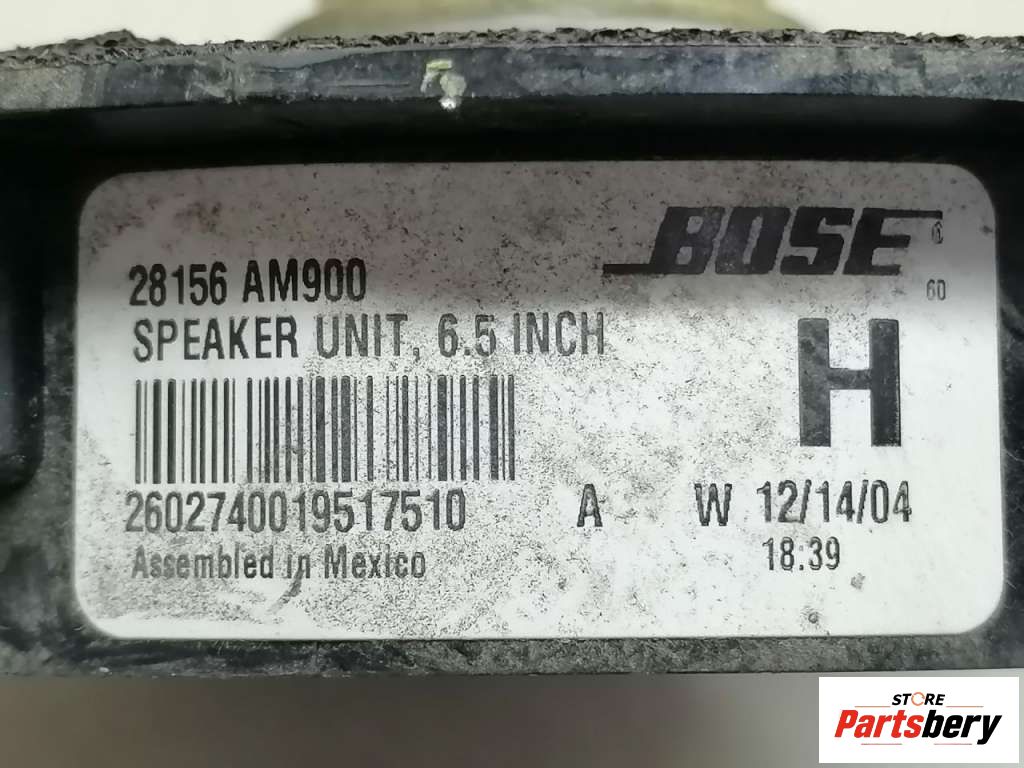 BOSE
6
60
28156 AM900
SPEAKER UNIT, 6.5 INCH
H
2602740019517510 A W 12/14/04
18:39
Assembled in Mexico
STORE
Partsbery